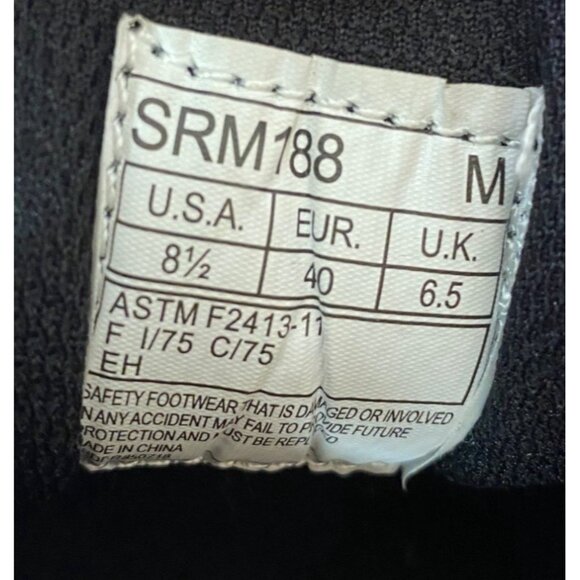 SRM188 M
U.S.A. EUR. U.K.
8½ 40 6.5
ASTM F2413-11
F I/75 C/75
EH
SAFETY FOOTWEAR THAT IS DAMAGED OR INVOLVED
IN ANY ACCIDENT MAY FAIL TO PROVIDE FUTURE
PROTECTION AND MUST BE REPLACED
MADE IN CHINA